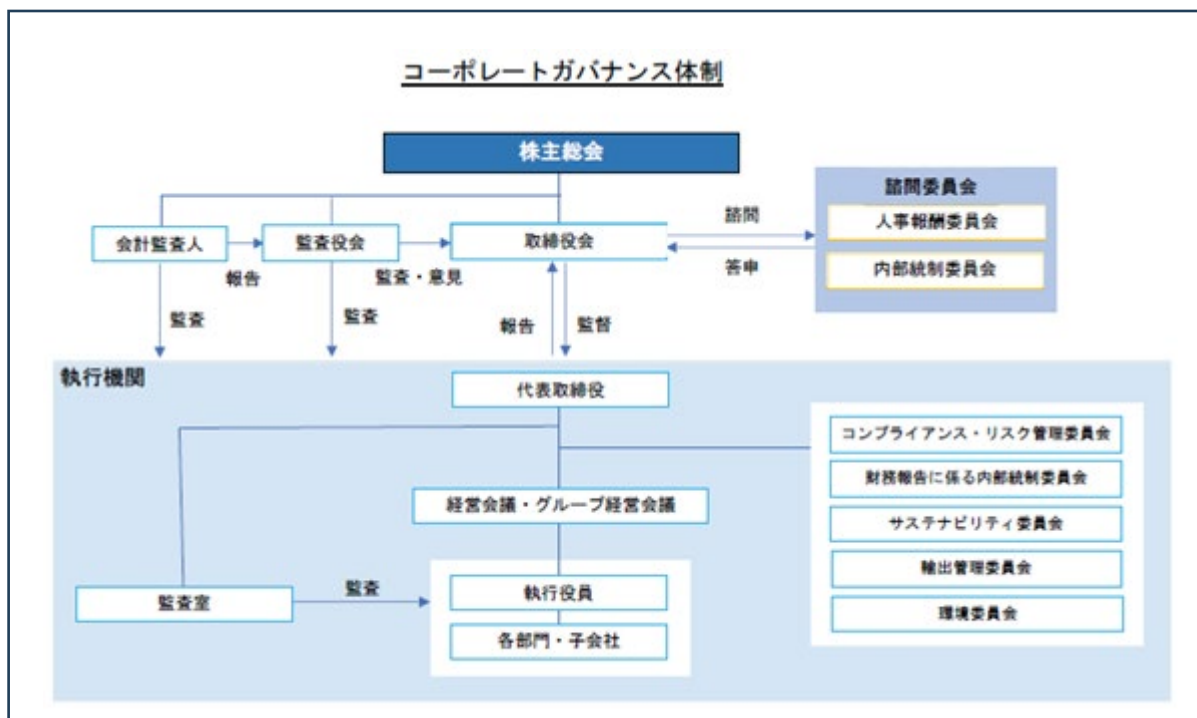 コーポレートガバナンス体制
株主総会
諮問委員会
人事報酬委員会
内部統制委員会
諮問
答申
会計監査人
監査役会
取締役会
報告
監査・意見
監査
監査
報告
監督
執行機関
代表取締役
コンプライアンス・リスク管理委員会
財務報告に係る内部統制委員会
サステナビリティ委員会
輸出管理委員会
環境委員会
経営会議・グループ経営会議
監査室
監査
執行役員
各部門・子会社